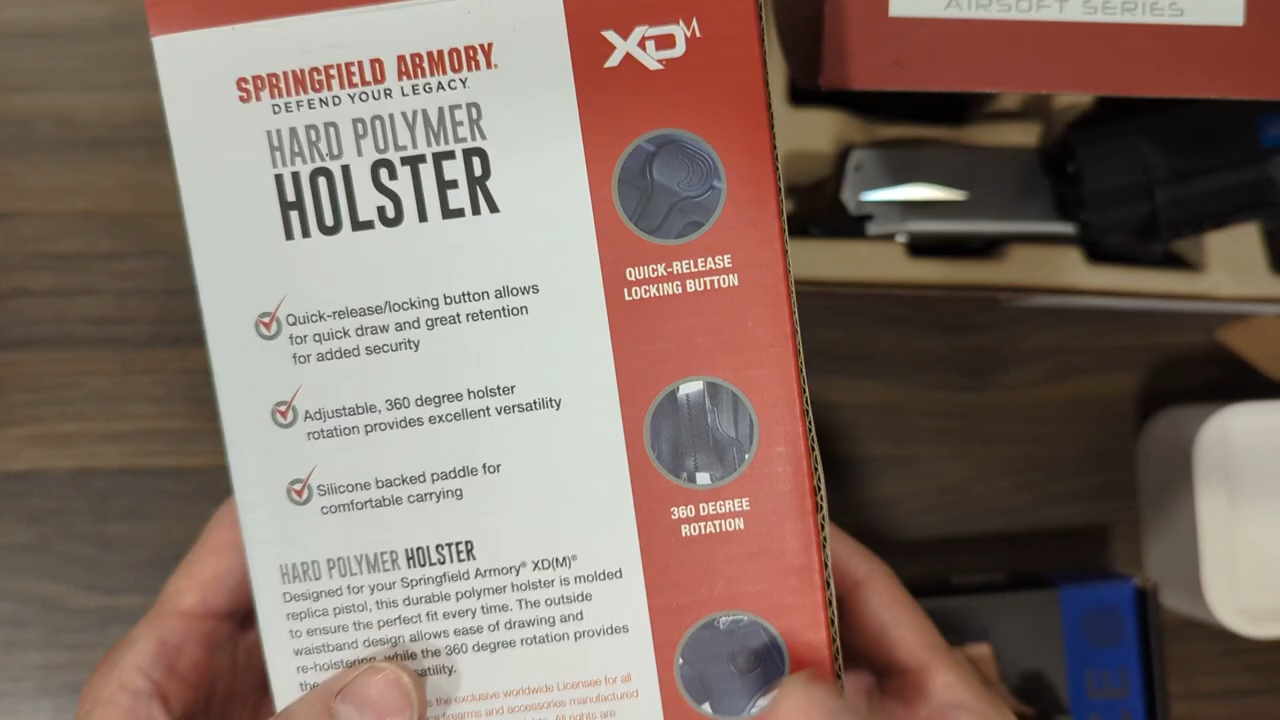 AIRSOFT SERIES
SPRINGFIELD ARMORY.
DEFEND YOUR LEGACY.
HARD POLYMER
HOLSTER
Quick-release/locking button allows
for quick draw and great retention
for added security
Adjustable, 360 degree holster
rotation provides excellent versatility
Silicone backed paddle for
comfortable carrying
HARD POLYMER HOLSTER
Designed for your Springfield Armory® XD(M)®
replica pistol, this durable polymer holster is molded
to ensure the perfect fit every time. The outside
waistband design allows ease of drawing and
re-holstering, while the 360 degree rotation provides
the
the exclusive worldwide Licensee for all
firearms and accessories manufactured
All rights are
XDM
QUICK-RELEASE
LOCKING BUTTON
360 DEGREE
ROTATION